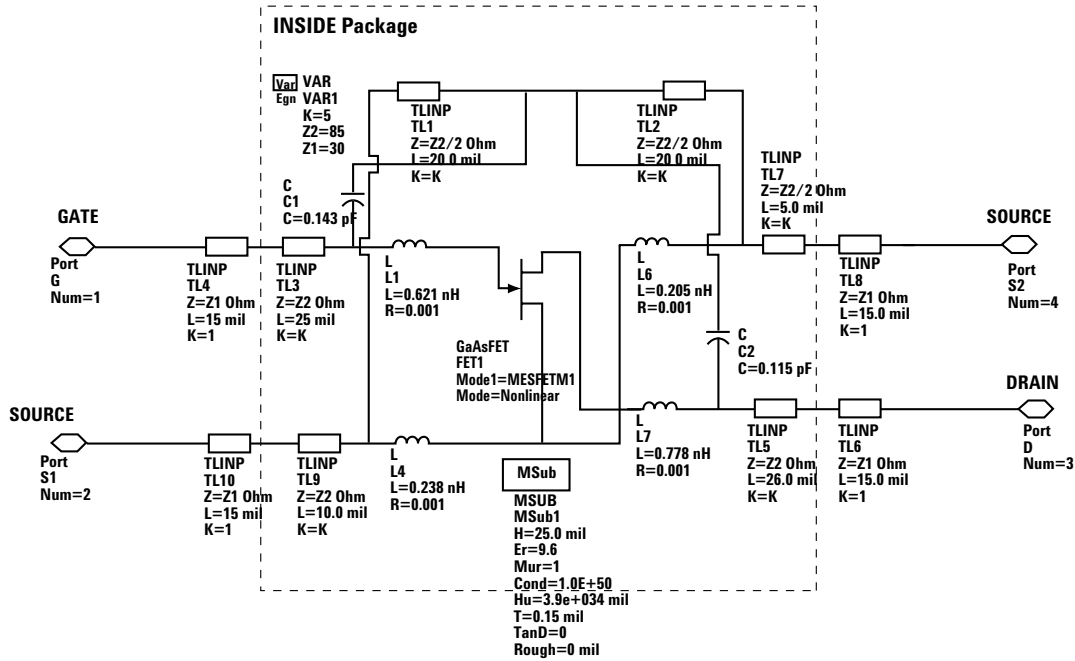 INSIDE Package
Var
Egn
VAR
VAR1
K=5
Z2=85
Z1=30
TLINP
TL1
Z=Z2/2 Ohm
L=20.0 mil
K=K
TLINP
TL2
Z=Z2/2 Ohm
L=20.0 mil
K=K
C
C1
C=0.143 pF
TLINP
TL7
Z=Z2/2 Ohm
L=5.0 mil
K=K
GATE
Port
G
Num=1
TLINP
TL4
Z=Z1 Ohm
L=15 mil
K=1
TLINP
TL3
Z=Z2 Ohm
L=25 mil
K=K
L
L1
L=0.621 nH
R=0.001
GaAsFET
FET1
Mode1=MESFETM1
Mode=Nonlinear
L
L6
L=0.205 nH
R=0.001
C
C2
C=0.115 pF
TLINP
TL8
Z=Z1 Ohm
L=15.0 mil
K=1
SOURCE
Port
S2
Num=4
SOURCE
Port
S1
Num=2
TLINP
TL10
Z=Z1 Ohm
L=15 mil
K=1
TLINP
TL9
Z=Z2 Ohm
L=10.0 mil
K=K
L
L4
L=0.238 nH
R=0.001
MSub
MSUB
MSub1
H=25.0 mil
Er=9.6
Mur=1
Cond=1.0E+50
Hu=3.9e+034 mil
T=0.15 mil
TanD=0
Rough=0 mil
L
L7
L=0.778 nH
R=0.001
TLINP
TL5
Z=Z2 Ohm
L=26.0 mil
K=K
TLINP
TL6
Z=Z1 Ohm
L=15.0 mil
K=1
DRAIN
Port
D
Num=3